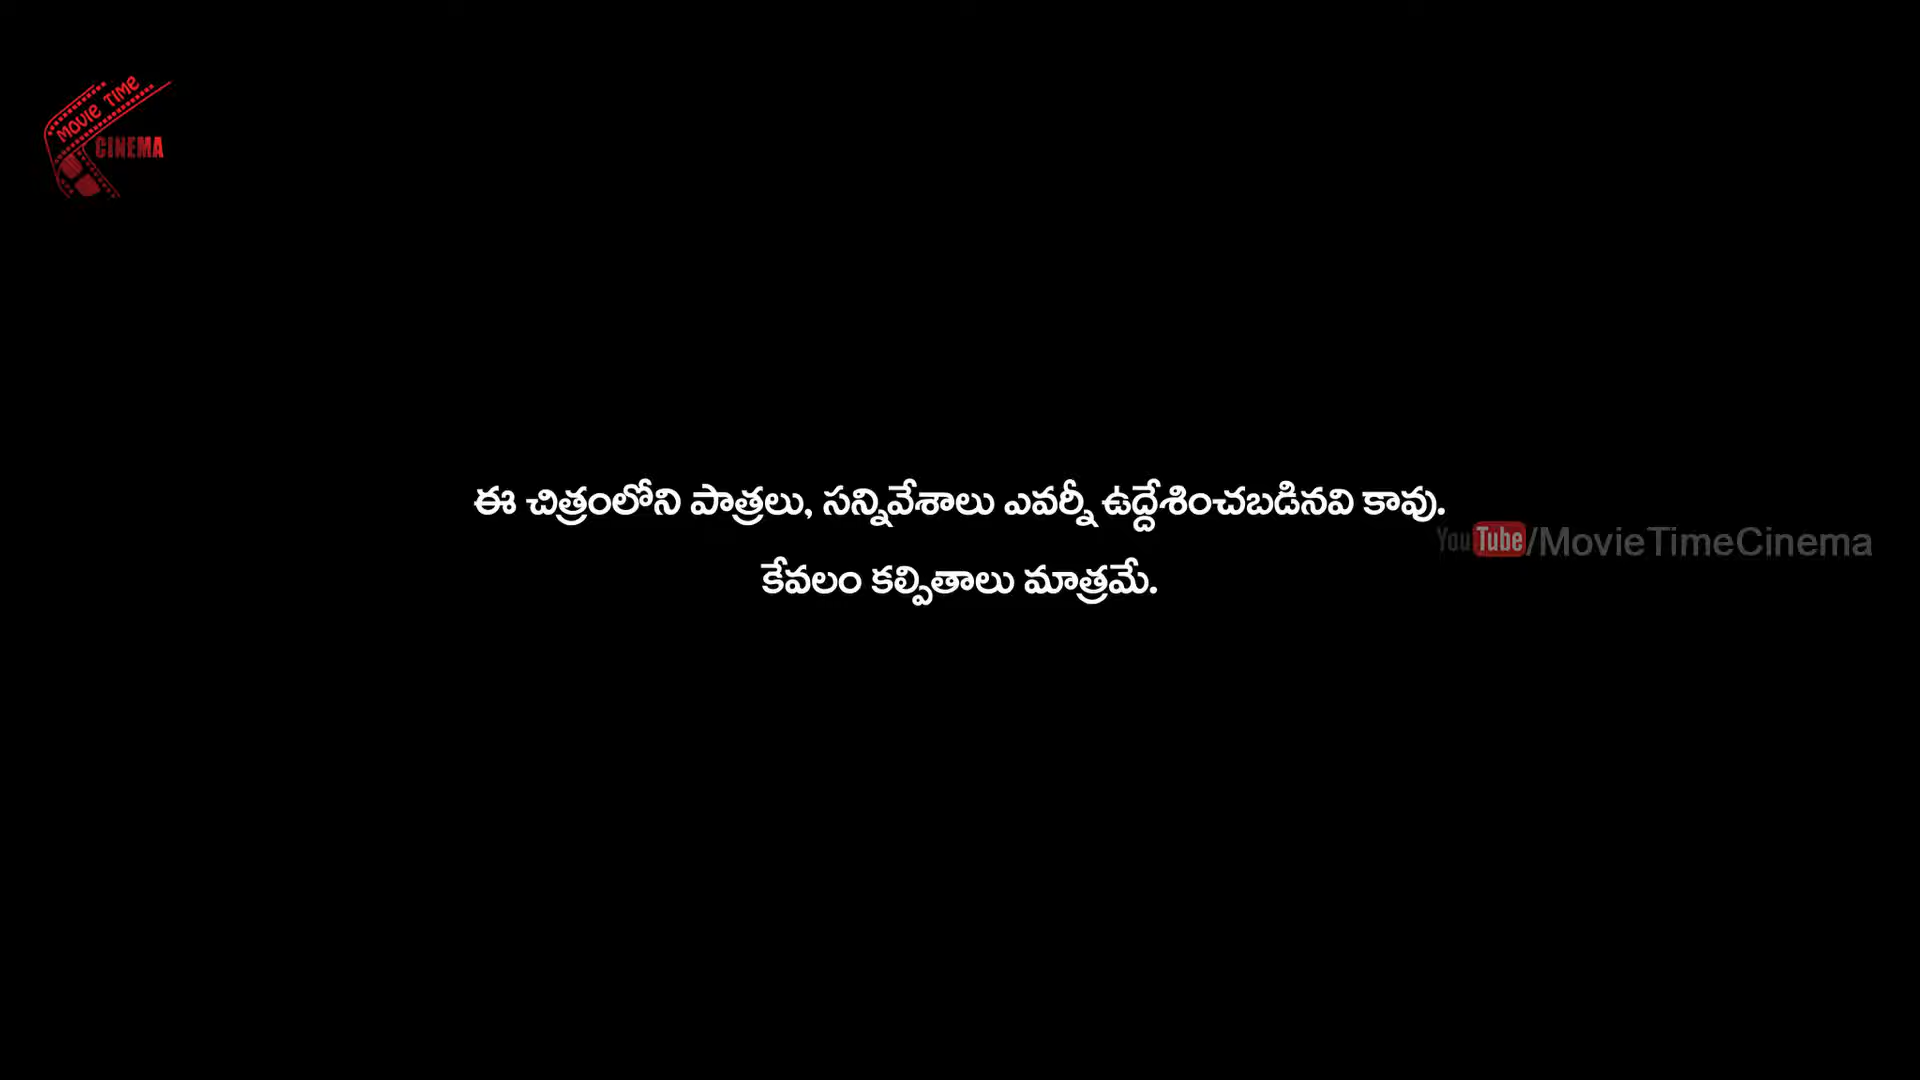 MOVIE TIME
CINEMA
ఈ చిత్రంలోని పాత్రలు, సన్నివేశాలు ఎవర్నీ ఉద్దేశించబడినవి కావు.
YouTube/MovieTimeCinema
కేవలం కల్పితాలు మాత్రమే.